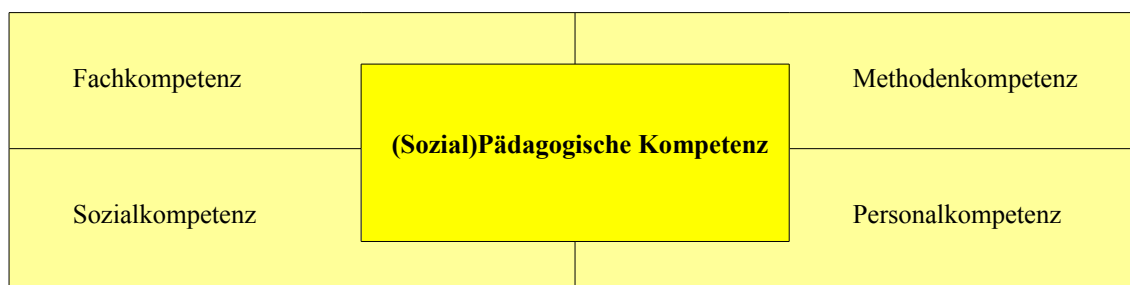 Fachkompetenz
Methodenkompetenz
(Sozial)Pädagogische Kompetenz
Sozialkompetenz
Personalkompetenz